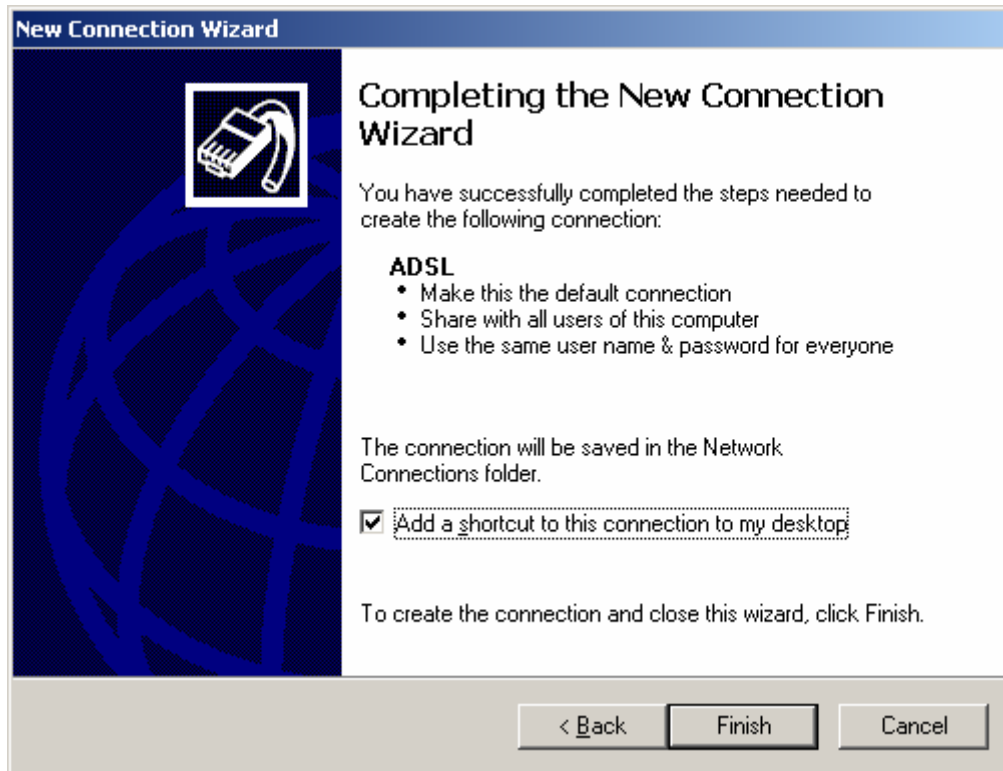 New Connection Wizard
Completing the New Connection
Wizard
You have successfully completed the steps needed to
create the following connection:
ADSL
• Make this the default connection
• Share with all users of this computer
• Use the same user name & password for everyone
The connection will be saved in the Network
Connections folder.
Add a shortcut to this connection to my desktop
To create the connection and close this wizard, click Finish.
< Back
Finish
Cancel